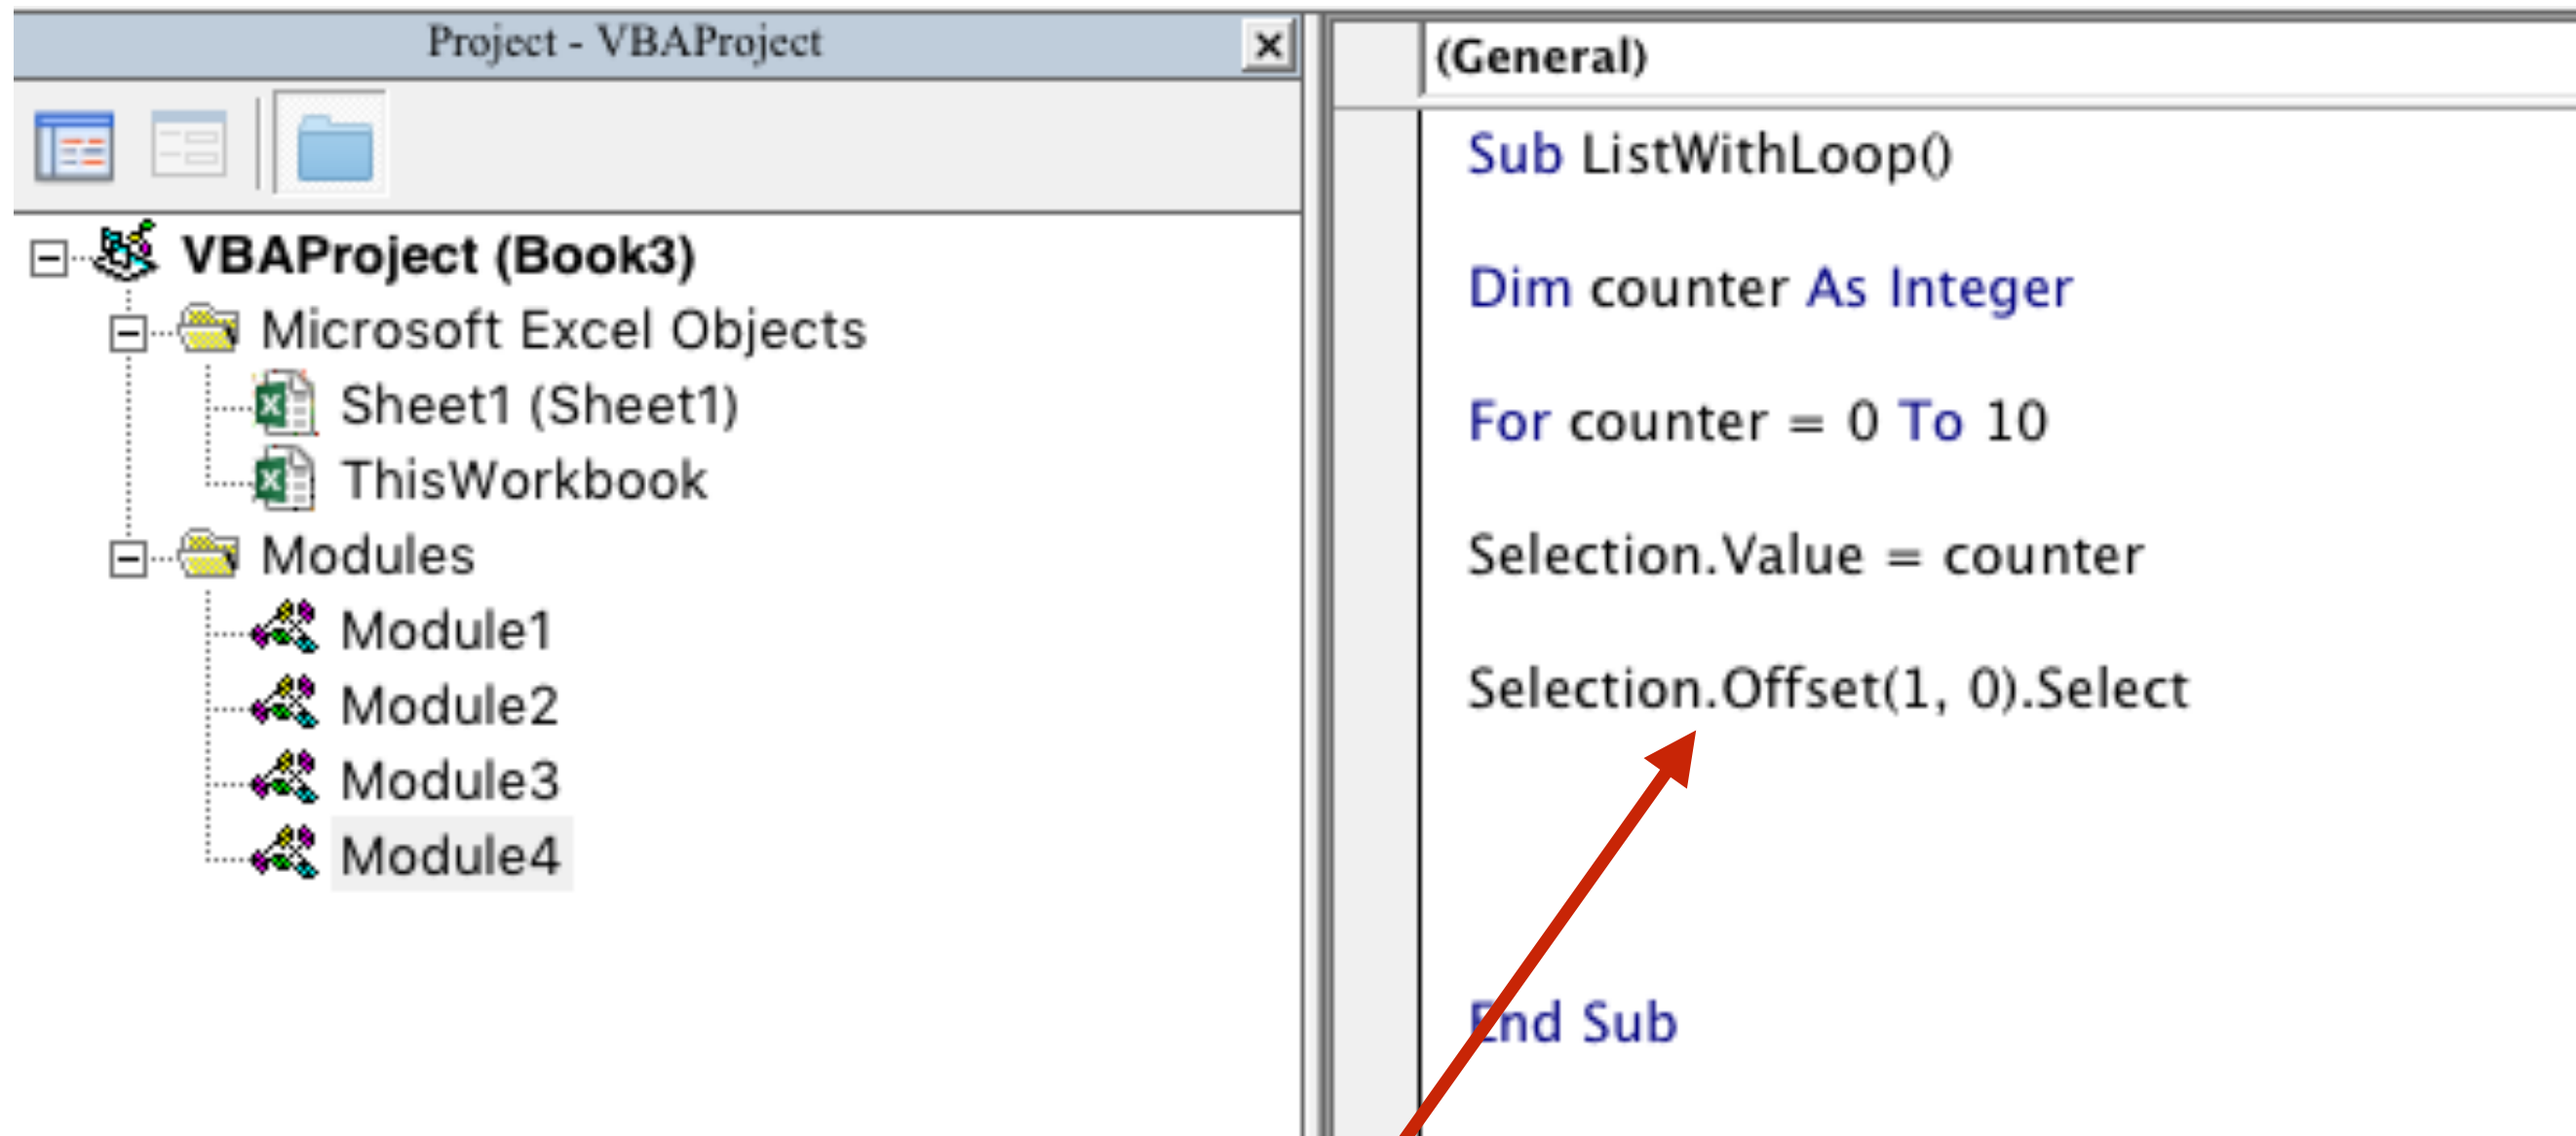 Project - VBAProject
VBAProject (Book3)
Microsoft Excel Objects
Sheet1 (Sheet1)
ThisWorkbook
Modules
Module1
Module2
Module3
Module4
(General)
Sub ListWithLoop()
Dim counter As Integer
For counter = 0 To 10
Selection.Value = counter
Selection.Offset(1, 0).Select
End Sub